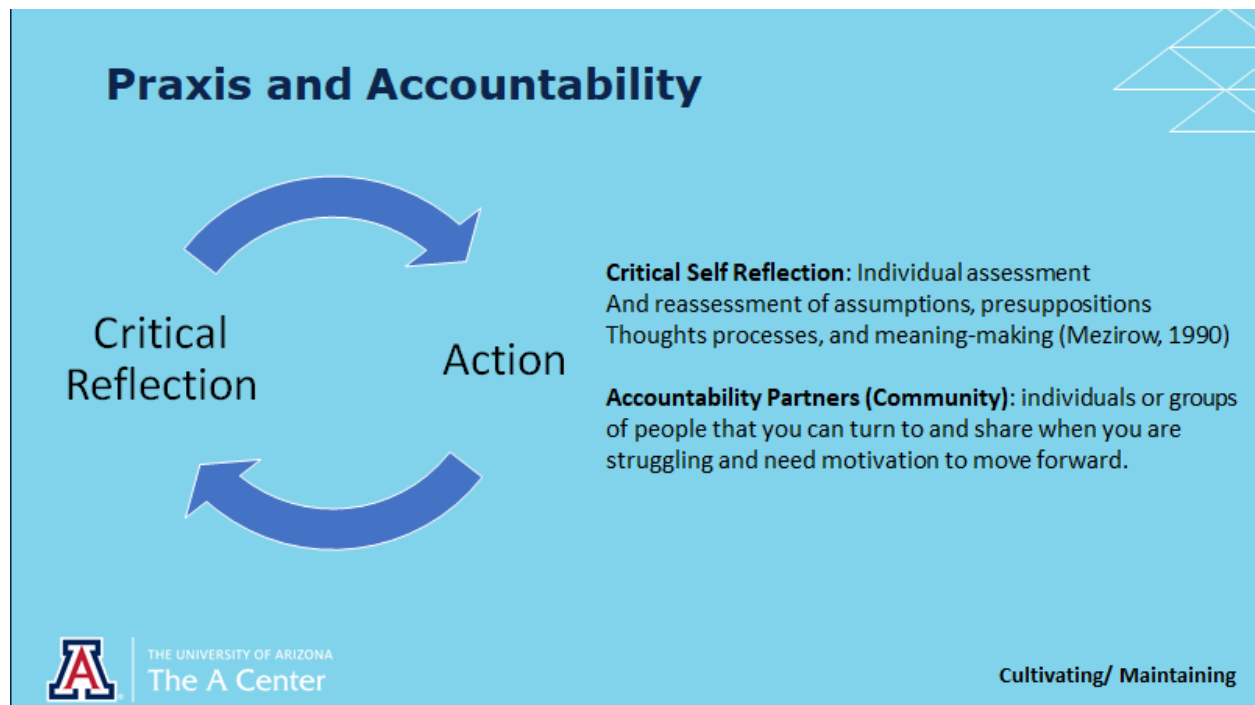 Praxis and Accountability
Critical
Reflection
Action
Critical Self Reflection: Individual assessment
And reassessment of assumptions, presuppositions
Thoughts processes, and meaning-making (Mezirow, 1990)
Accountability Partners (Community): individuals or groups
of people that you can turn to and share when you are
struggling and need motivation to move forward.
A
THE UNIVERSITY OF ARIZONA
The A Center
Cultivating/ Maintaining